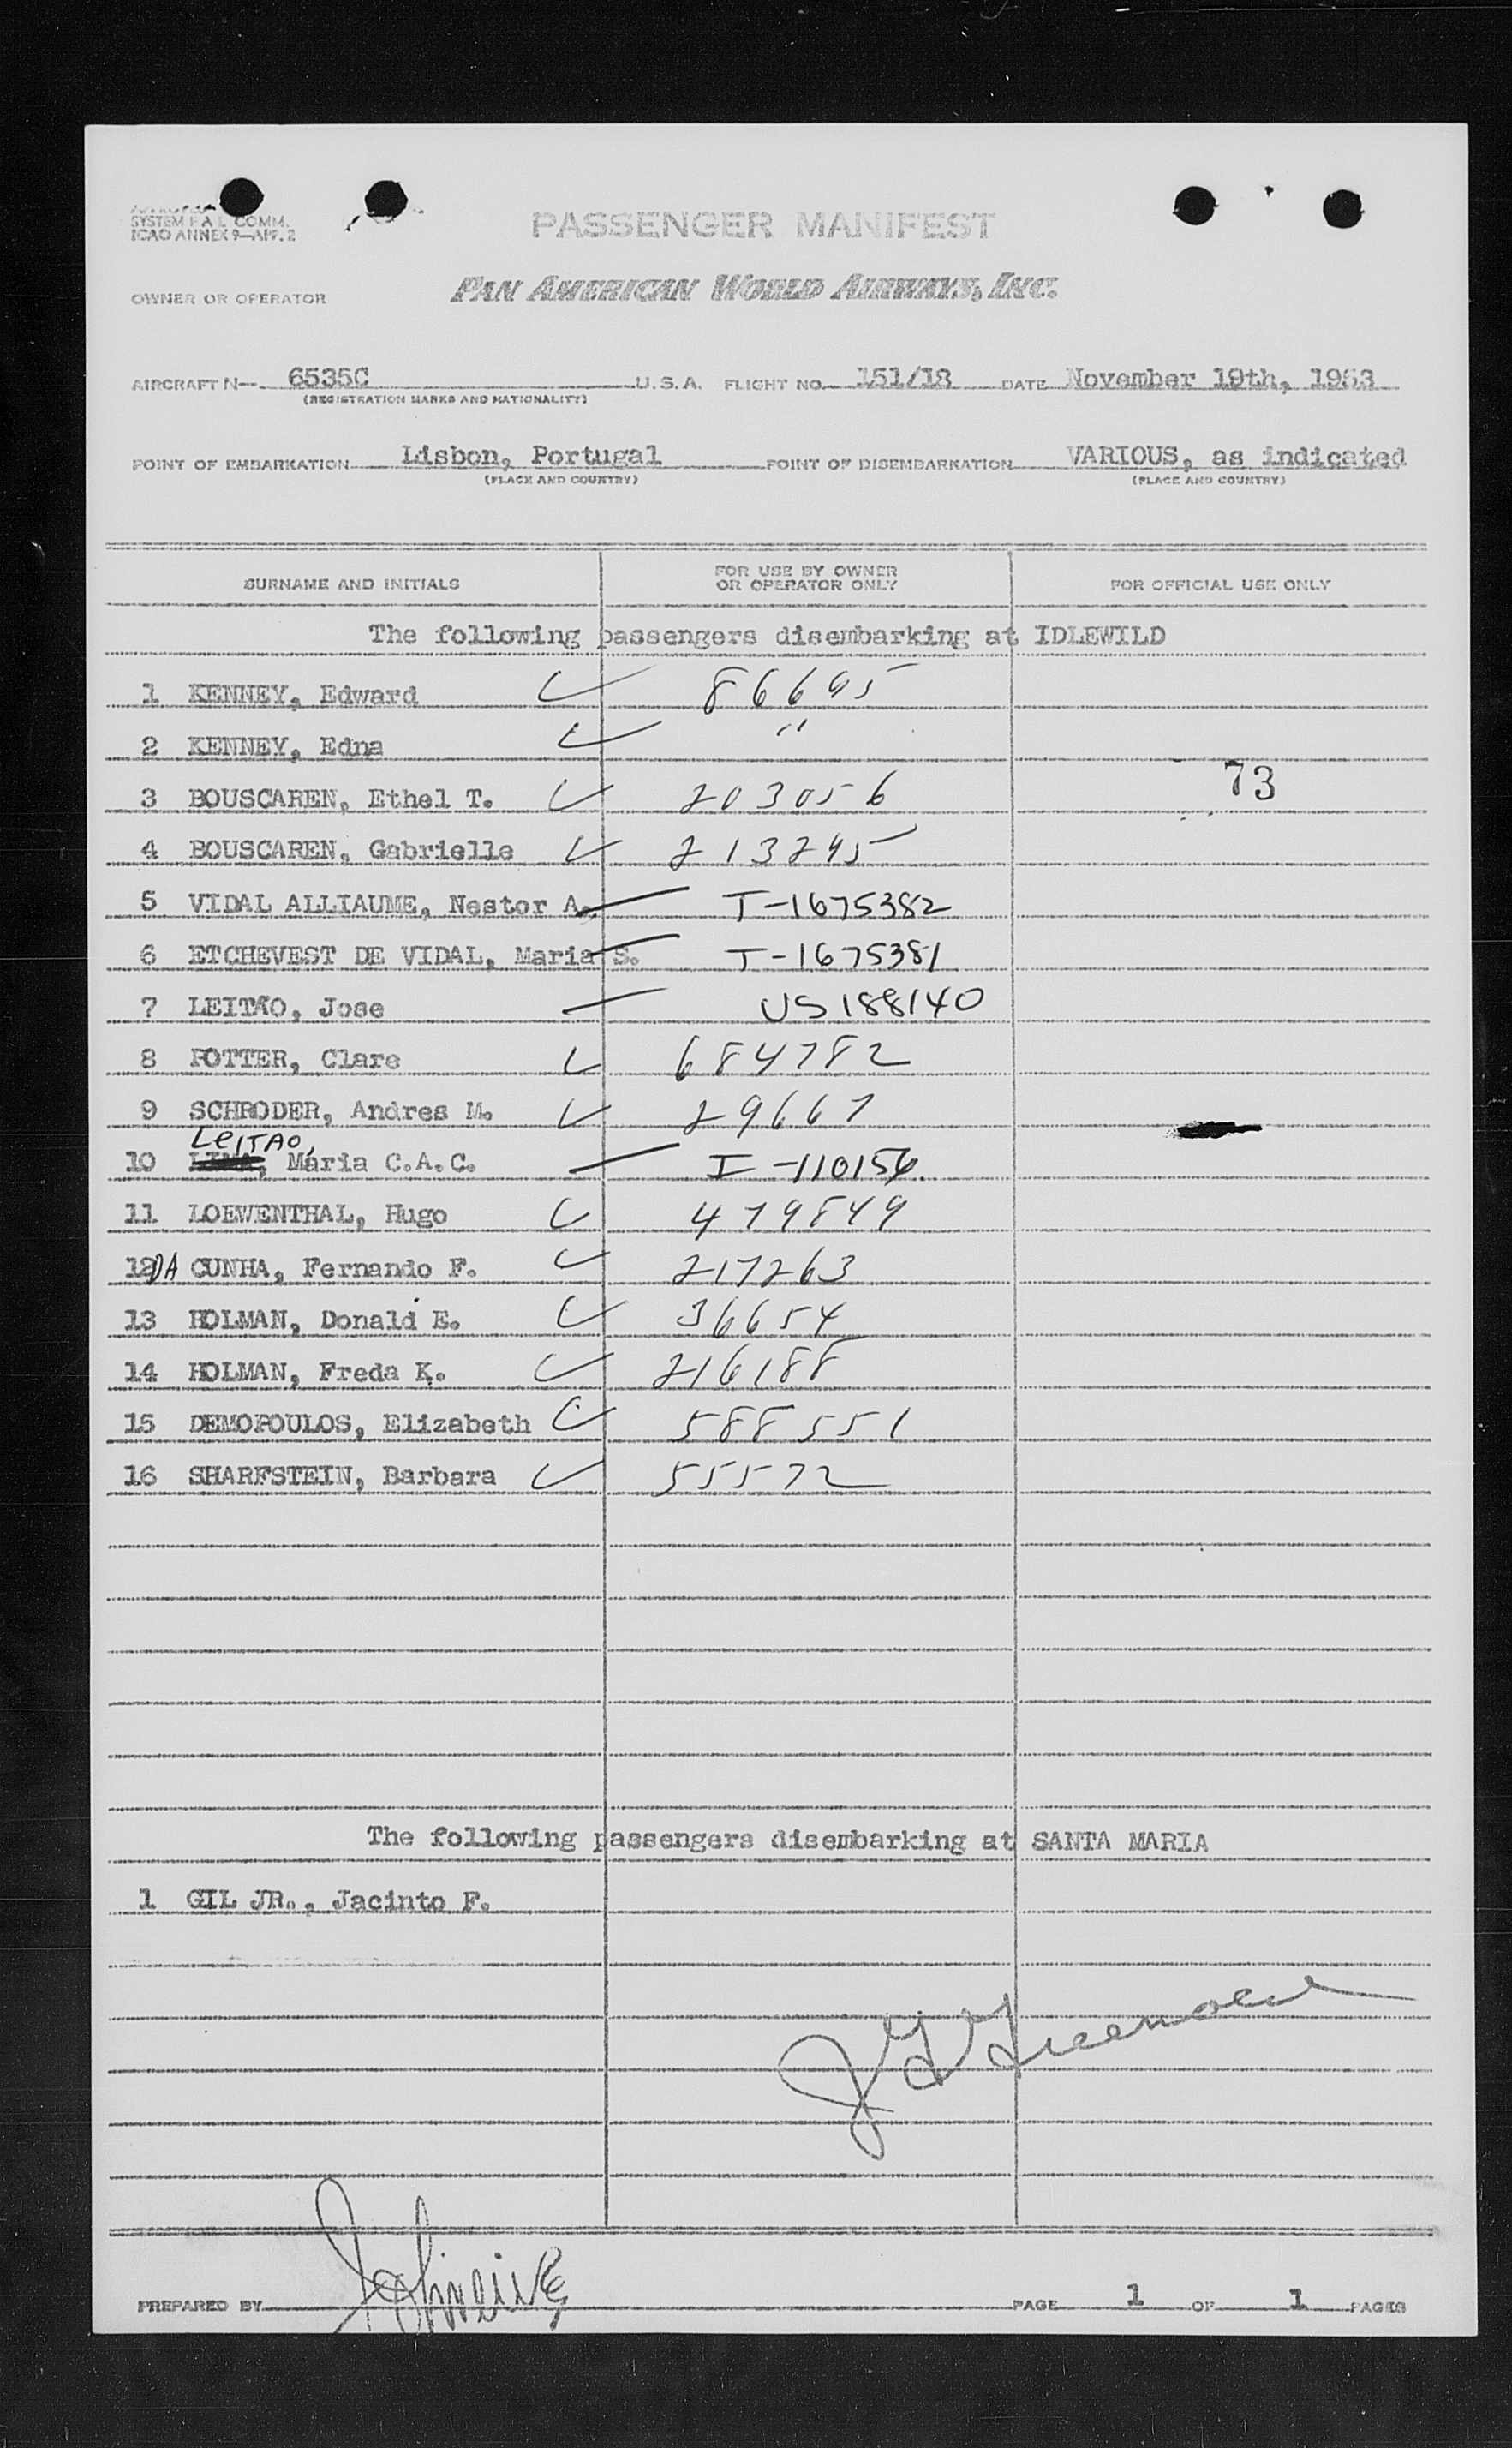 SYSTEM F A L COMM.
ICAO ANNEX 9—APP. 2
PASSENGER MANIFEST
OWNER OR OPERATOR
PAN AMERICAN WORLD AIRWAYS, INC.
AIRCRAFT N— 6535C U.S.A. FLIGHT NO. 151/18 DATE November 19th, 1953
(REGISTRATION MARKS AND NATIONALITY)
POINT OF EMBARKATION Lisbon, Portugal POINT OF DISEMBARKATION VARIOUS, as indicated
(PLACE AND COUNTRY) (PLACE AND COUNTRY)
SURNAME AND INITIALS FOR USE BY OWNER OR OPERATOR ONLY FOR OFFICIAL USE ONLY
The following passengers disembarking at IDLEWILD
1 KENNEY, Edward 86695
2 KENNEY, Edna "
73
3 BOUSCAREN, Ethel T. 203056
4 BOUSCAREN, Gabrielle 213295
5 VIDAL ALLIAUME, Nestor A. T-1675382
6 ETCHEVEST DE VIDAL, Maria S. T-1675381
7 LEITÃO, Jose US188140
8 POTTER, Clare 684782
9 SCHRODER, Andres M. 29667
LEITAO,
10 Maria C.A.C. I-110156
11 LOEWENTHAL, Hugo 479849
12 DA CUNHA, Fernando F. 217263
13 HOLMAN, Donald E. 36654
14 HOLMAN, Freda K. 216188
15 DEMOPOULOS, Elizabeth 588551
16 SHARFSTEIN, Barbara 55572
The following passengers disembarking at SANTA MARIA
1 GIL JR., Jacinto F.
PREPARED BY PAGE 1 OF 1 PAGES